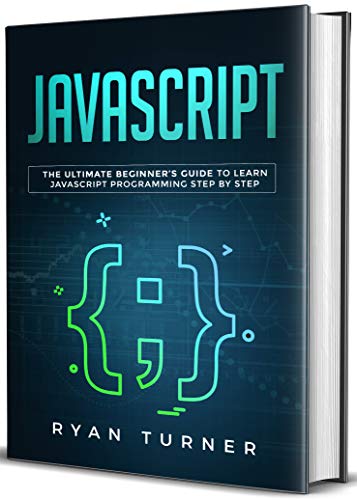 JAVASCRIPT
THE ULTIMATE BEGINNER'S GUIDE TO LEARN
JAVASCRIPT PROGRAMMING STEP BY STEP
{;}
RYAN TURNER